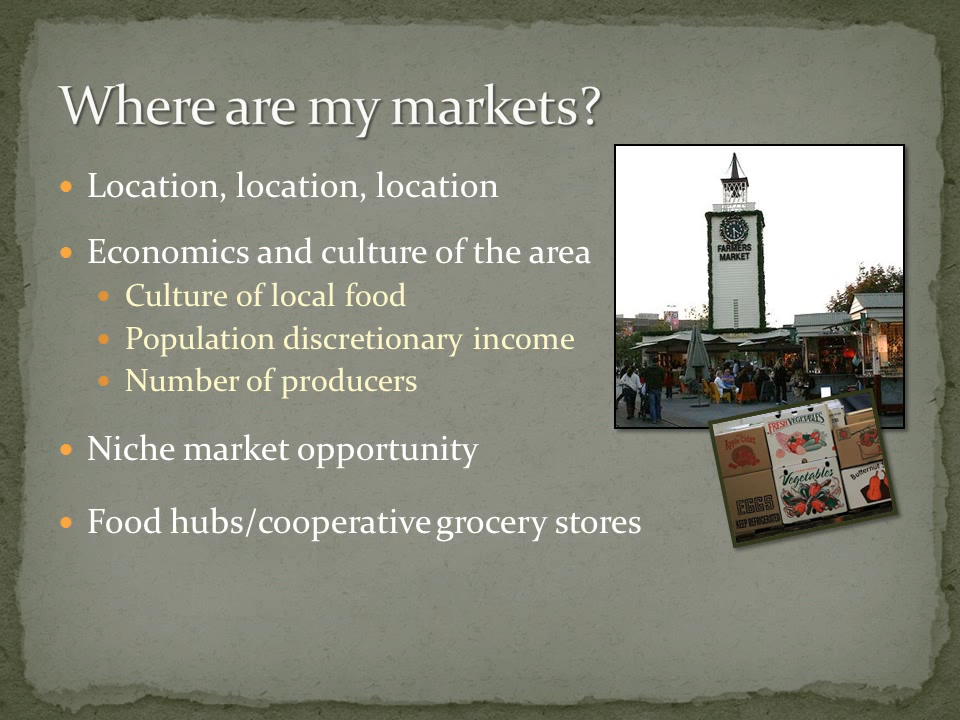 Where are my markets?
Location, location, location
Economics and culture of the area
Culture of local food
Population discretionary income
Number of producers
Niche market opportunity
Food hubs/cooperative grocery stores
FARMERS
MARKET
Apple Cider
FRESH VEGETABLES
Vegetables
Butternut
EGGS
KEEP REFRIGERATED